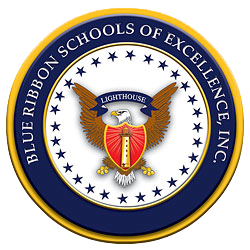 BLUE RIBBON SCHOOLS OF EXCELLENCE, INC.
LIGHTHOUSE